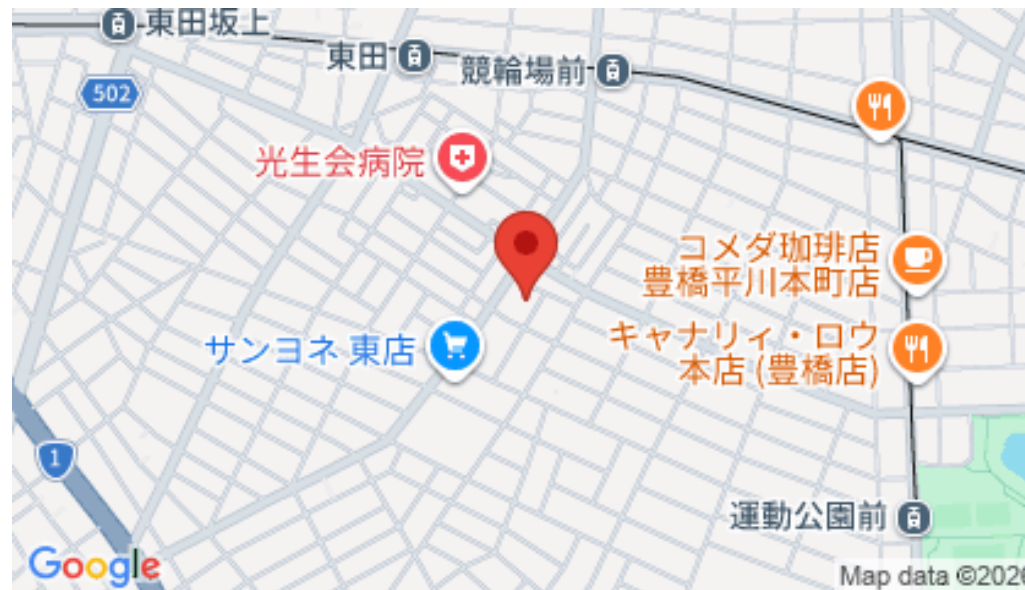 東田坂上
東田
競輪場前
502
光生会病院
コメダ珈琲店
豊橋平川本町店
サンヨネ 東店
キャナリィ・ロウ
本店 (豊橋店)
1
運動公園前
Google
Map data ©2026